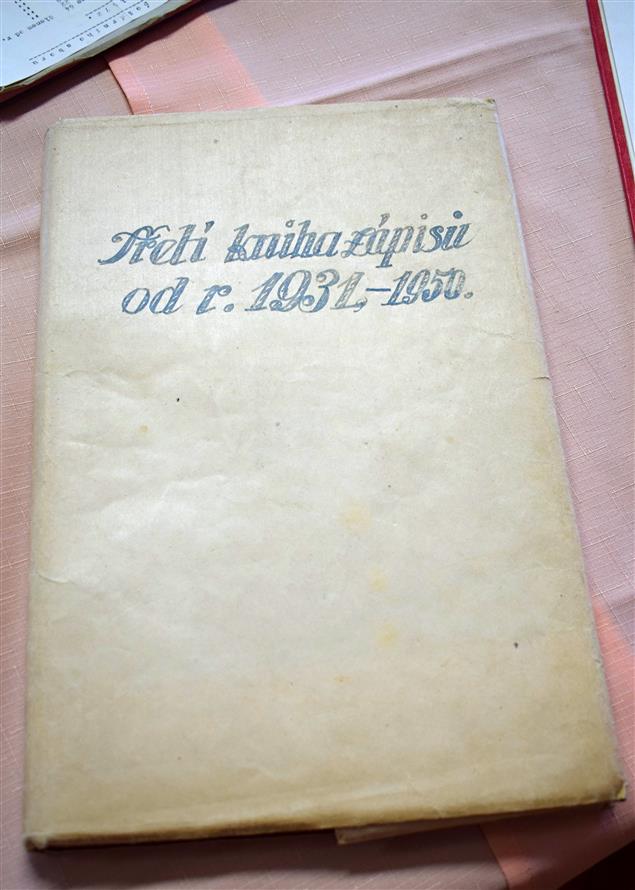 Třetí kniha zápisů
od r. 1931,-1950.